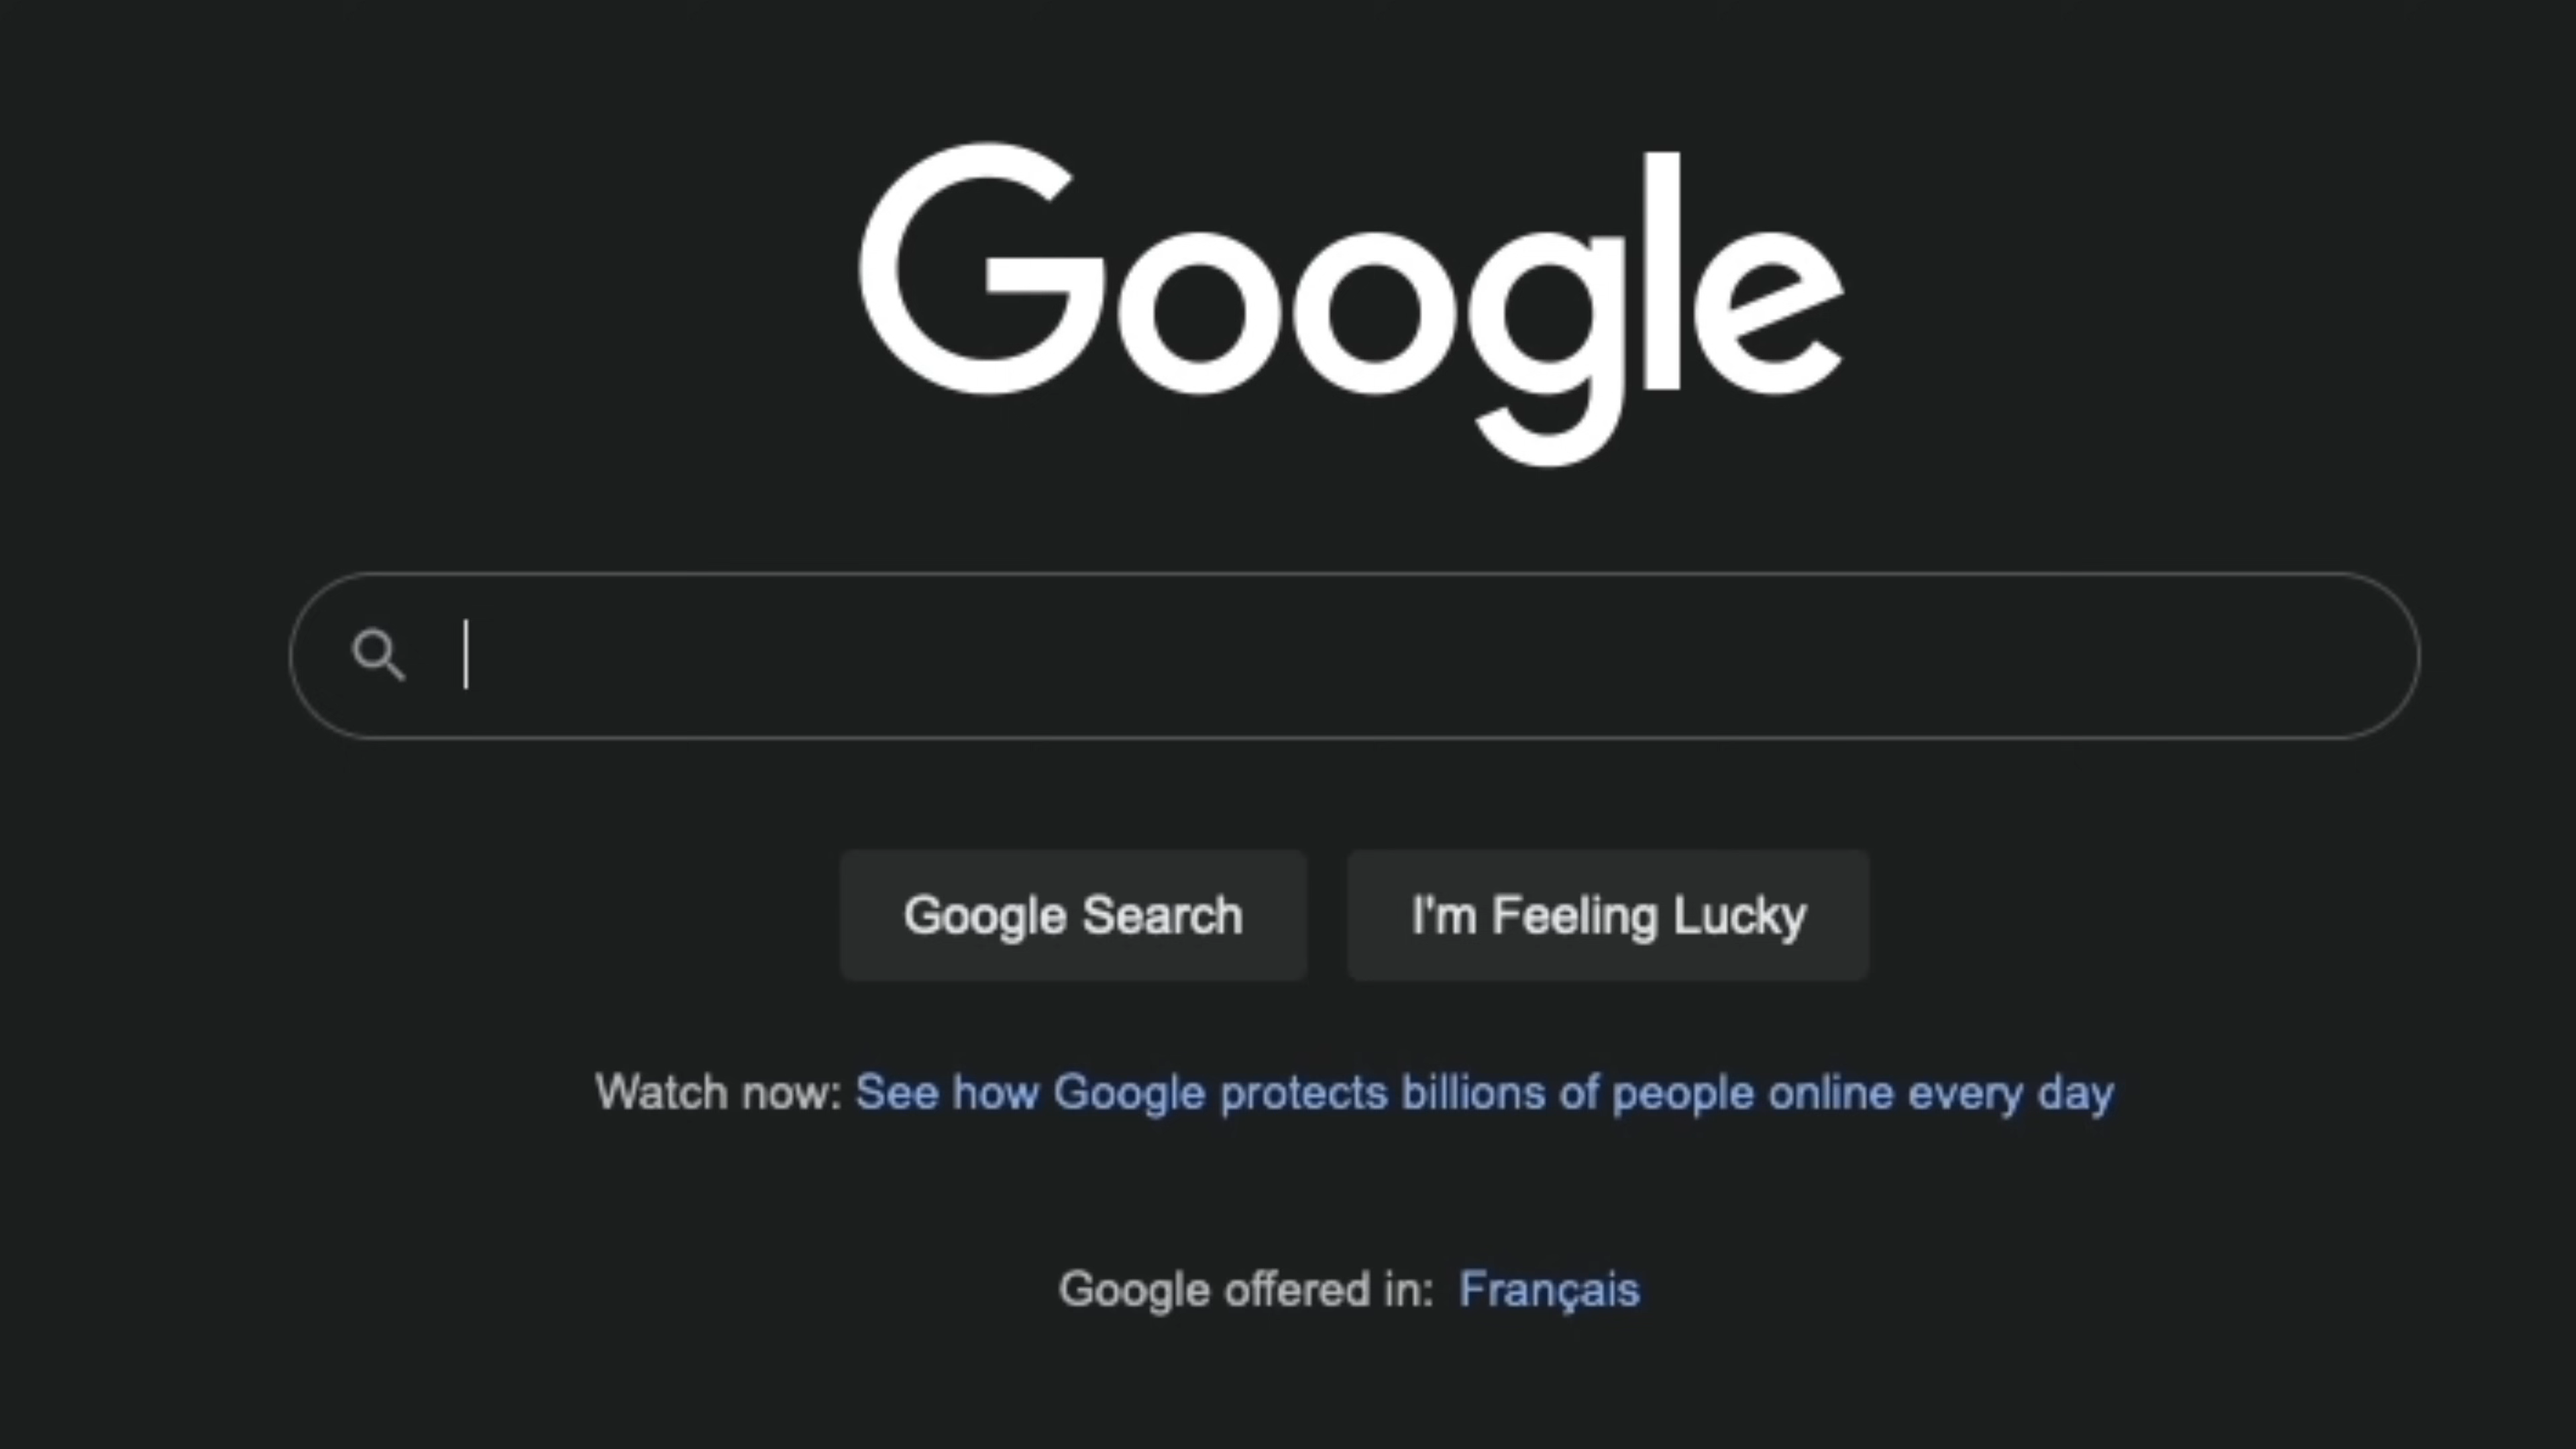 Google
Google Search
I'm Feeling Lucky
Watch now: See how Google protects billions of people online every day
Google offered in: Français